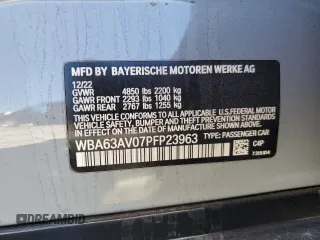 MFD BY BAYERISCHE MOTOREN WERKE AG
12/22
GVWR 4850 lbs 2200 kg
GAWR FRONT 2293 lbs 1040 kg
GAWR REAR 2767 lbs 1255 kg
THIS VEHICLE CONFORMS TO ALL APPLICABLE U.S. FEDERAL MOTOR
VEHICLE SAFETY, BUMPER, AND THEFT PREVENTION STANDARDS
IN EFFECT ON THE DATE OF MANUFACTURE SHOWN ABOVE.
WBA63AV07PFP23963 TYPE: PASSENGER CAR
C4P
DREAMBID